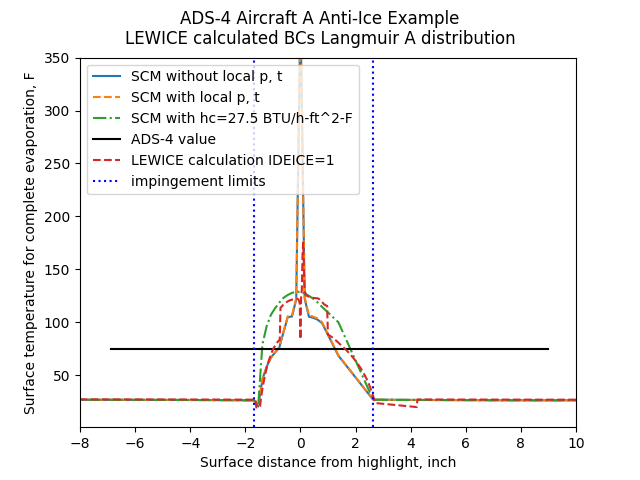 ADS-4 Aircraft A Anti-Ice Example
LEWICE calculated BCs Langmuir A distribution
Surface temperature for complete evaporation, F
350
300
250
200
150
100
50
SCM without local p, t
SCM with local p, t
SCM with hc=27.5 BTU/h-ft^2-F
ADS-4 value
LEWICE calculation IDEICE=1
impingement limits
−8
−6
−4
−2
0
2
4
6
8
10
Surface distance from highlight, inch